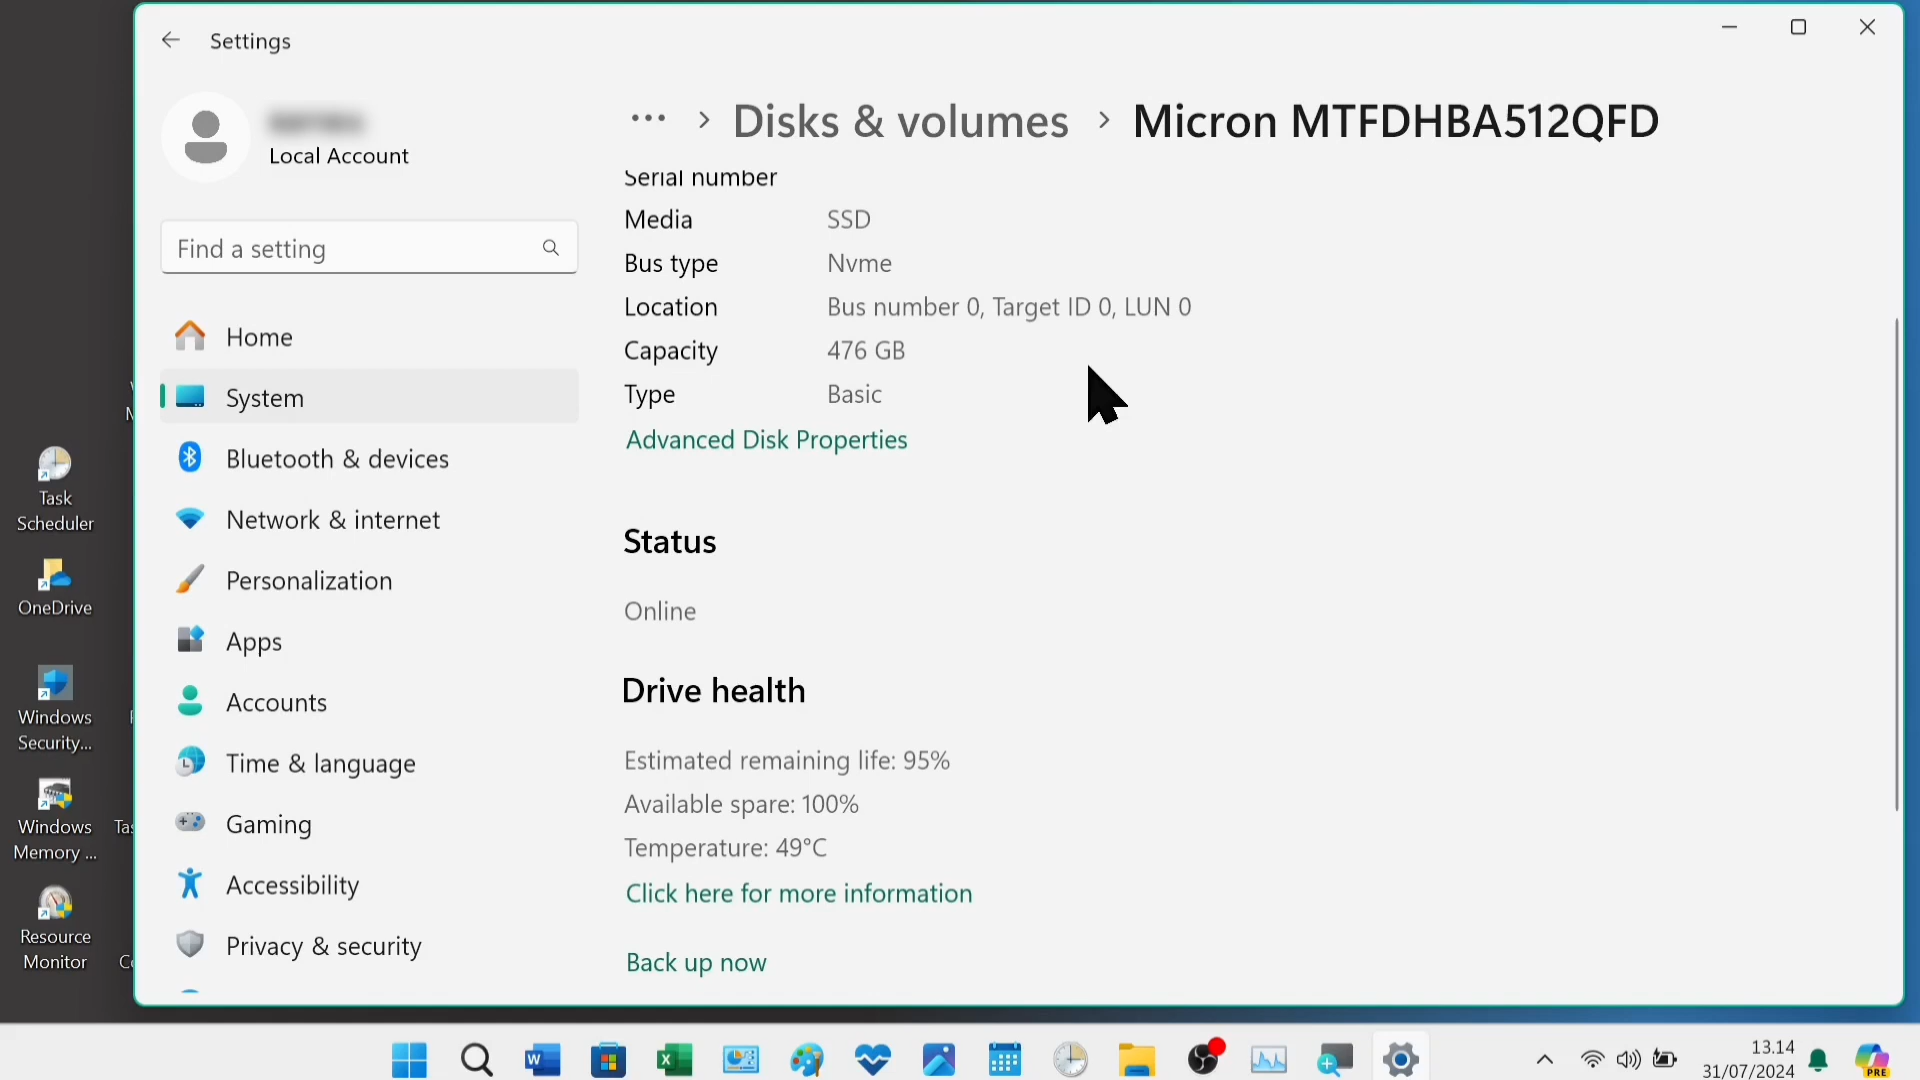 Settings
Local Account
Find a setting
Home
System
Bluetooth & devices
Network & internet
Personalization
Apps
Accounts
Time & language
Gaming
Accessibility
Privacy & security
... > Disks & volumes > Micron MTFDHBA512QFD
Serial number
Media SSD
Bus type Nvme
Location Bus number 0, Target ID 0, LUN 0
Capacity 476 GB
Type Basic
Advanced Disk Properties
Status
Online
Drive health
Estimated remaining life: 95%
Available spare: 100%
Temperature: 49°C
Click here for more information
Back up now
Task
Scheduler
OneDrive
Windows
Security...
Windows
Memory ...
Resource
Monitor
13.14
31/07/2024
PRE